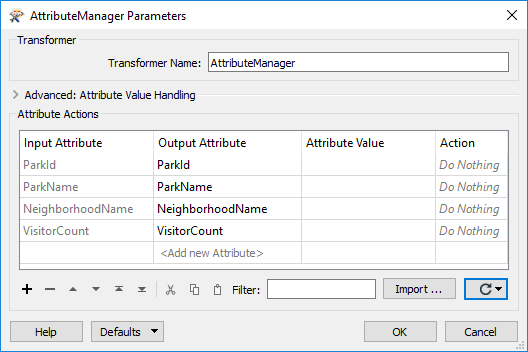 AttributeManager Parameters
Transformer
Transformer Name: AttributeManager
Advanced: Attribute Value Handling
Attribute Actions
Input Attribute Output Attribute Attribute Value Action
ParkId ParkId Do Nothing
ParkName ParkName Do Nothing
NeighborhoodName NeighborhoodName Do Nothing
VisitorCount VisitorCount Do Nothing
<Add new Attribute>
Filter: Import ...
Help Defaults OK Cancel